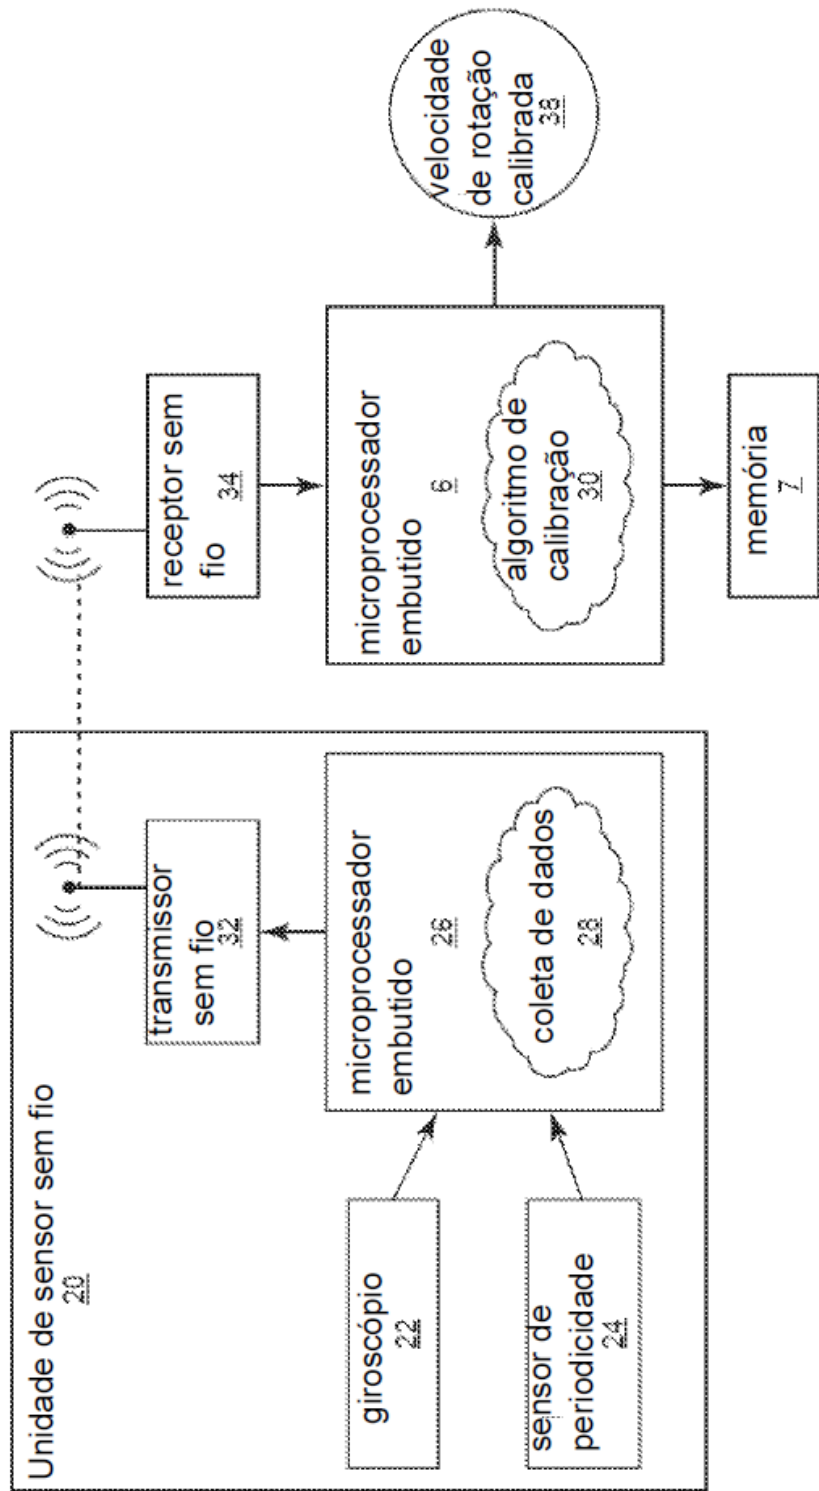 Unidade de sensor sem fio
20
giroscópio
22
sensor de
periodicidade
24
microprocessador
embutido
26
coleta de dados
28
transmissor
sem fio
32
receptor sem
fio
34
microprocessador
embutido
6
algoritmo de
calibração
30
memória
7
velocidade
de rotação
calibrada
38